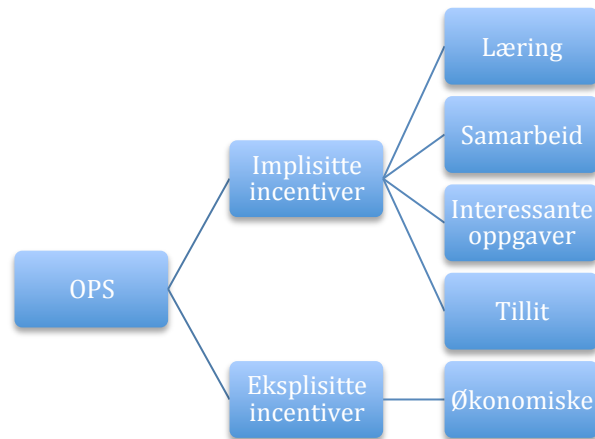 Læring
Samarbeid
Implisitte
incentiver
Interessante
oppgaver
OPS
Tillit
Eksplisitte
incentiver
Økonomiske